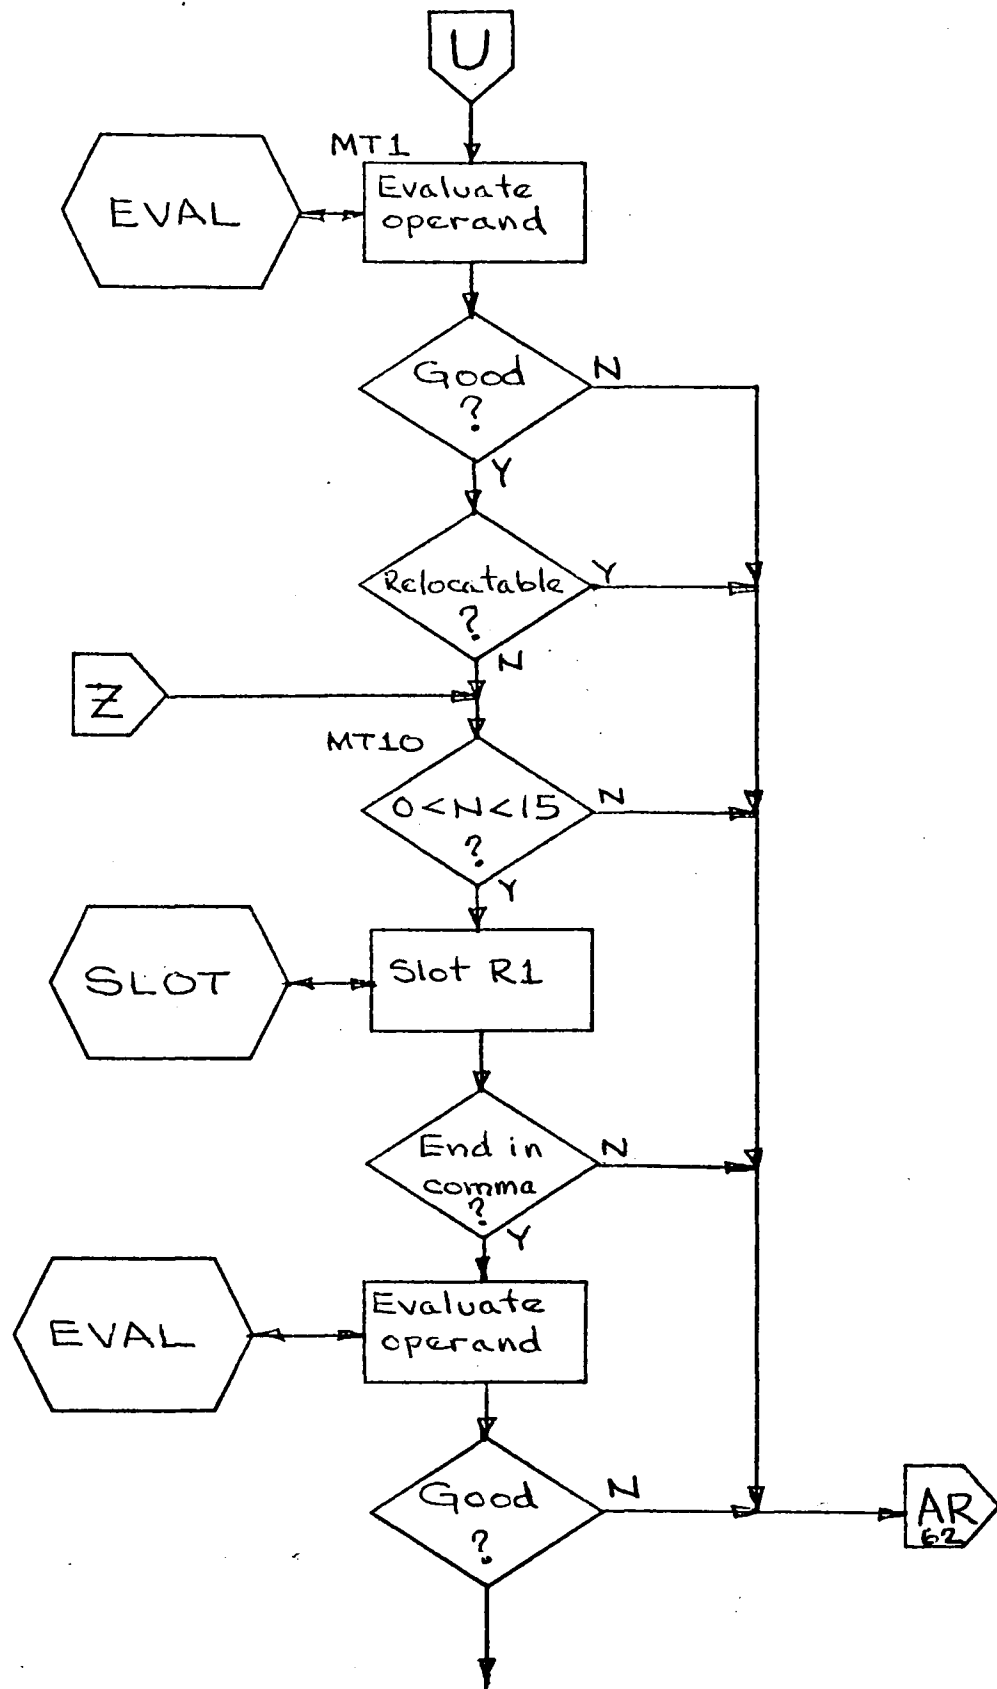 U
MT1
EVAL
Evaluate
operand
Good
?
N
Y
Relocatable
?
Y
N
Z
MT10
0<N<15
?
N
Y
SLOT
Slot R1
End in
comma
?
N
Y
EVAL
Evaluate
operand
Good
?
N
AR
62